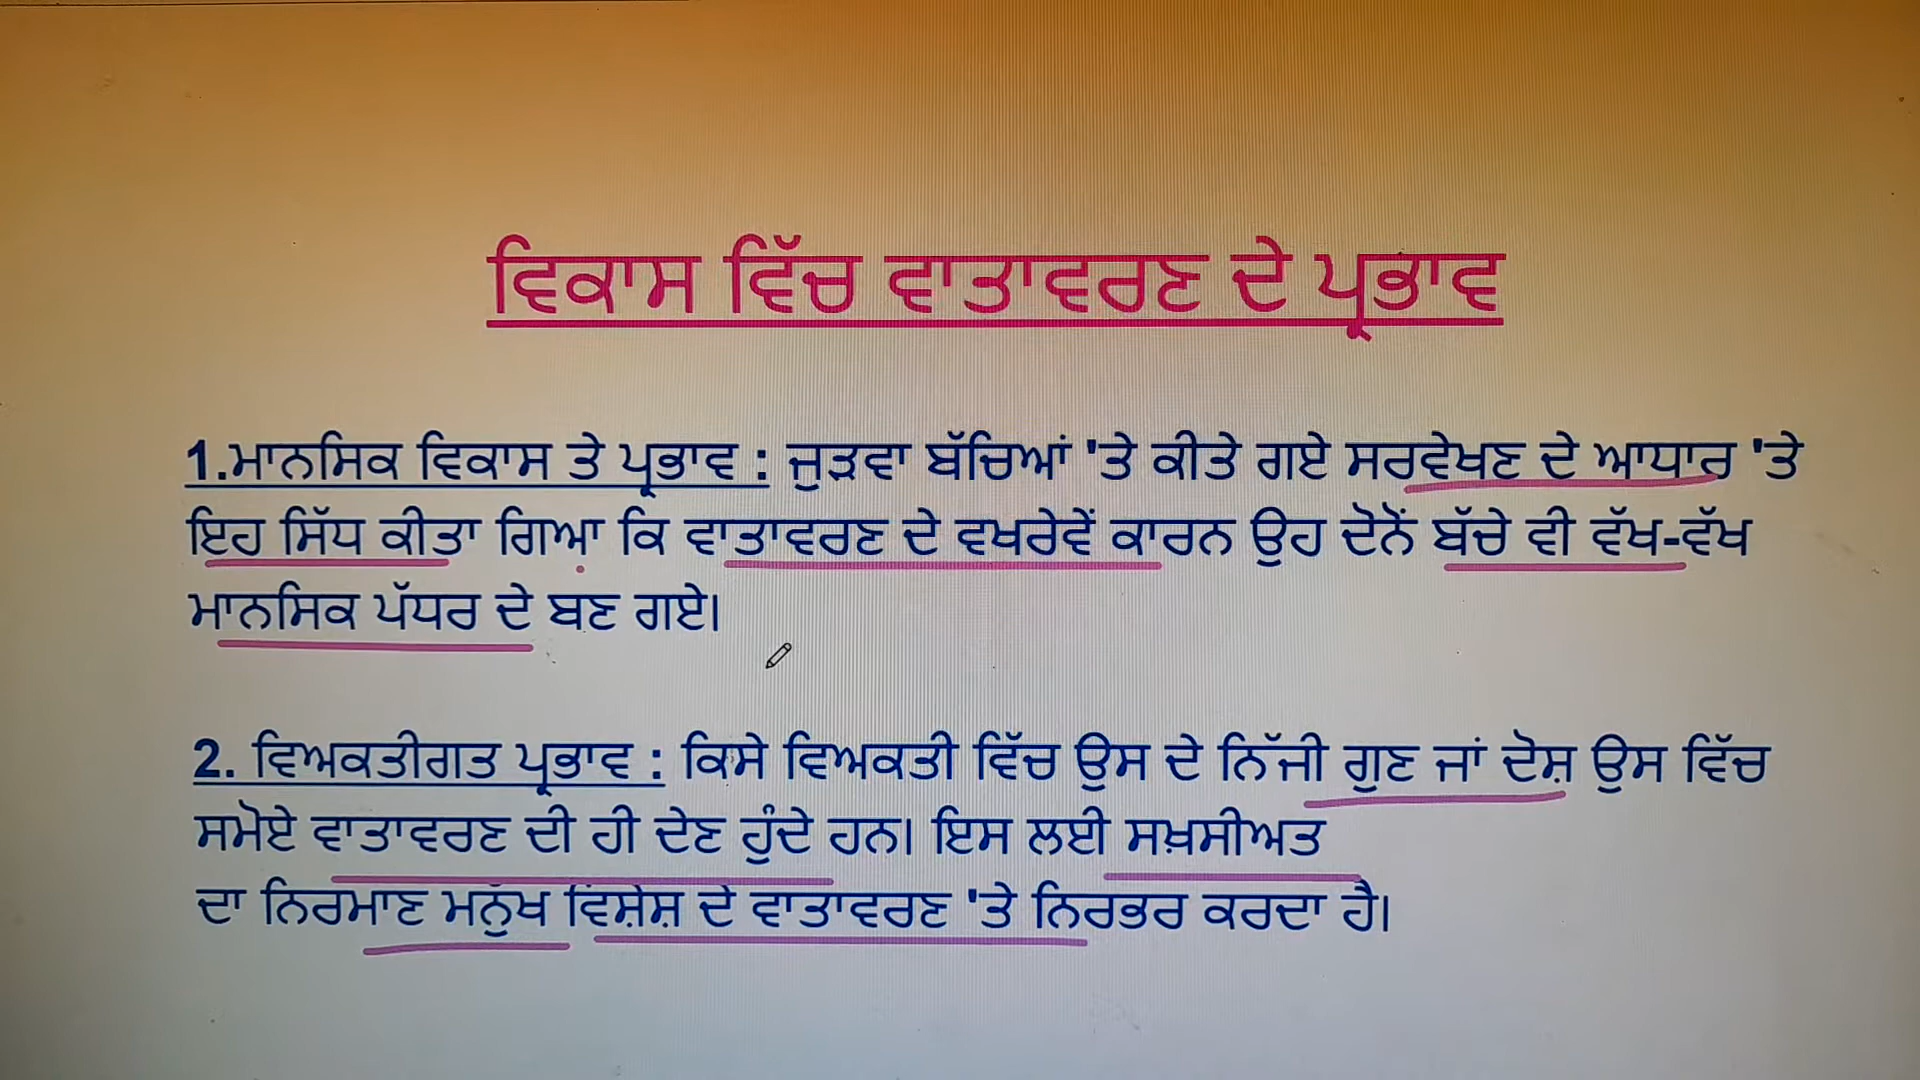 ਵਿਕਾਸ ਵਿੱਚ ਵਾਤਾਵਰਣ ਦੇ ਪ੍ਰਭਾਵ
1.ਮਾਨਸਿਕ ਵਿਕਾਸ ਤੇ ਪ੍ਰਭਾਵ : ਜੁੜਵਾ ਬੱਚਿਆਂ 'ਤੇ ਕੀਤੇ ਗਏ ਸਰਵੇਖਣ ਦੇ ਆਧਾਰ 'ਤੇ
ਇਹ ਸਿੱਧ ਕੀਤਾ ਗਿਆ ਕਿ ਵਾਤਾਵਰਣ ਦੇ ਵਖਰੇਵੇਂ ਕਾਰਨ ਉਹ ਦੋਨੋਂ ਬੱਚੇ ਵੀ ਵੱਖ-ਵੱਖ
ਮਾਨਸਿਕ ਪੱਧਰ ਦੇ ਬਣ ਗਏ।
2. ਵਿਅਕਤੀਗਤ ਪ੍ਰਭਾਵ : ਕਿਸੇ ਵਿਅਕਤੀ ਵਿੱਚ ਉਸ ਦੇ ਨਿੱਜੀ ਗੁਣ ਜਾਂ ਦੋਸ਼ ਉਸ ਵਿੱਚ
ਸਮੋਏ ਵਾਤਾਵਰਣ ਦੀ ਹੀ ਦੇਣ ਹੁੰਦੇ ਹਨ। ਇਸ ਲਈ ਸਖ਼ਸੀਅਤ
ਦਾ ਨਿਰਮਾਣ ਮਨੁੱਖ ਵਿਸ਼ੇਸ਼ ਦੇ ਵਾਤਾਵਰਣ 'ਤੇ ਨਿਰਭਰ ਕਰਦਾ ਹੈ।